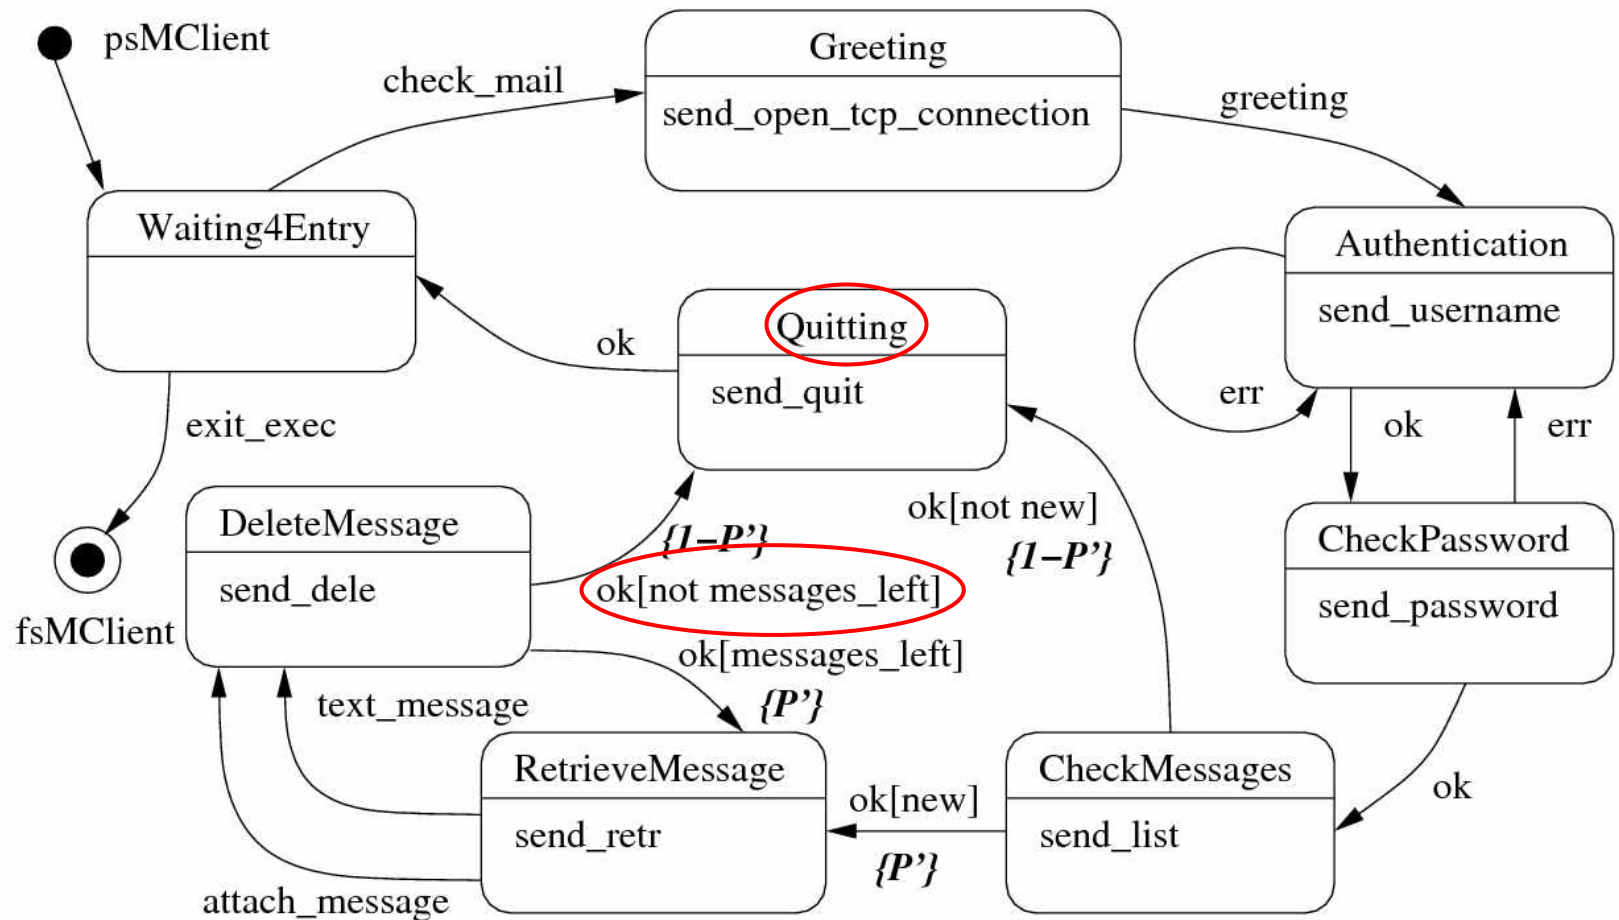 psMClient
Greeting
check_mail
send_open_tcp_connection
greeting
Waiting4Entry
Authentication
send_username
Quitting
ok
send_quit
err
exit_exec
ok
err
DeleteMessage
ok[not new]
{1–P'}
{1–P'}
CheckPassword
send_dele
ok[not messages_left]
send_password
fsMClient
ok[messages_left]
{P'}
text_message
RetrieveMessage
CheckMessages
ok[new]
ok
send_retr
send_list
{P'}
attach_message